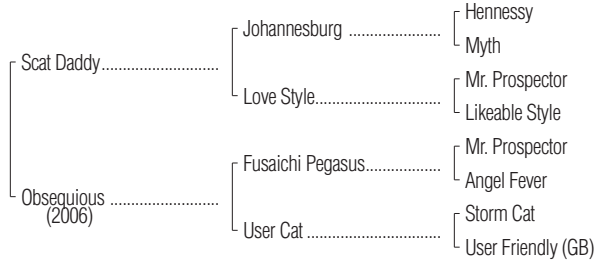 Hennessy
Johannesburg ....................
Myth
Scat Daddy..........................
Mr. Prospector
Love Style...........................
Likeable Style
Mr. Prospector
Fusaichi Pegasus................
Angel Fever
Obsequious ........................
(2006)
Storm Cat
User Cat .............................
User Friendly (GB)